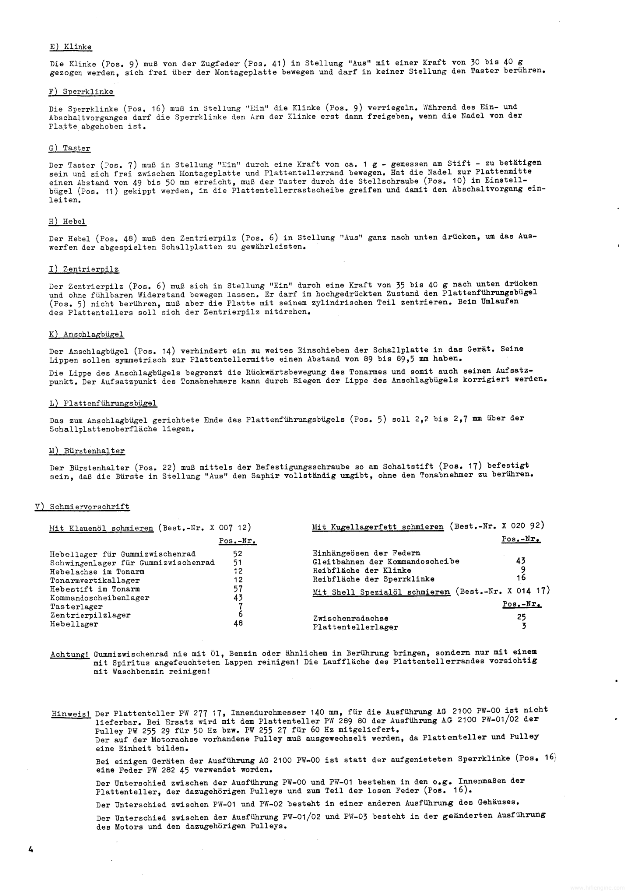 E) Klinke
Die Klinke (Pos. 9) muß von der Zugfeder (Pos. 41) in Stellung "Aus" mit einer Kraft von 30 bis 40 g
gezogen werden, sich frei über der Montageplatte bewegen und darf in keiner Stellung den Taster berühren.
F) Sperrklinke
Die Sperrklinke (Pos. 16) muß in Stellung "Ein" die Klinke (Pos. 9) verriegeln. Während des Ein- und
Abschaltvorganges darf die Sperrklinke den Arm der Klinke erst dann freigeben, wenn die Nadel von der
Platte abgehoben ist.
G) Taster
Der Taster (Pos. 7) muß in Stellung "Ein" durch eine Kraft von ca. 1 g - gemessen am Stift - zu betätigen
sein und sich frei zwischen Montageplatte und Plattentellerrand bewegen. Hat die Nadel zur Plattenmitte
einen Abstand von 49 bis 50 mm erreicht, muß der Taster durch die Stellschraube (Pos. 10) in Einstell-
bügel (Pos. 11) gekippt werden, in die Plattentellerrastscheibe greifen und damit den Abschaltvorgang ein-
leiten.
H) Hebel
Der Hebel (Pos. 48) muß den Zentrierpilz (Pos. 6) in Stellung "Aus" ganz nach unten drücken, um das Aus-
werfen der abgespielten Schallplatten zu gewährleisten.
I) Zentrierpilz
Der Zentrierpilz (Pos. 6) muß sich in Stellung "Ein" durch eine Kraft von 35 bis 40 g nach unten drücken
und ohne fühlbaren Widerstand bewegen lassen. Er darf im hochgedrückten Zustand den Plattenführungsbügel
(Pos. 5) nicht berühren, muß aber die Platte mit seinem zylindrischen Teil zentrieren. Beim Umlaufen
des Plattentellers soll sich der Zentrierpilz mitdrehen.
K) Anschlagbügel
Der Anschlagbügel (Pos. 14) verhindert ein zu weites Einschieben der Schallplatte in das Gerät. Seine
Lippen sollen symmetrisch zur Plattentellermitte einen Abstand von 89 bis 89,5 mm haben.
Die Lippe des Anschlagbügels begrenzt die Rückwärtsbewegung des Tonarmes und somit auch seinen Aufsatz-
punkt. Der Aufsatzpunkt des Tonabnehmers kann durch Biegen der Lippe des Anschlagbügels korrigiert werden.
L) Plattenführungsbügel
Das zum Anschlagbügel gerichtete Ende des Plattenführungsbügels (Pos. 5) soll 2,2 bis 2,7 mm über der
Schallplattenoberfläche liegen.
M) Bürstenhalter
Der Bürstenhalter (Pos. 22) muß mittels der Befestigungsschraube so am Schaltstift (Pos. 17) befestigt
sein, daß die Bürste in Stellung "Aus" den Saphir vollständig umgibt, ohne den Tonabnehmer zu berühren.
V) Schmiervorschrift
Mit Klauenöl schmieren (Best.-Nr. X 007 12)
Pos.-Nr.
Hebellager für Gummizwischenrad 52
Schwingenlager für Gummizwischenrad 51
Hebelachse im Tonarm 12
Tonarmvertikallager 12
Hebestift im Tonarm 57
Kommandoscheibenlager 43
Tasterlager 7
Zentrierpilzlager 6
Hebellager 48
Mit Kugellagerfett schmieren (Best.-Nr. X 020 92)
Pos.-Nr.
Einhängeösen der Federn
Gleitbahnen der Kommandoscheibe 43
Reibfläche der Klinke 9
Reibfläche der Sperrklinke 16
Mit Shell Spezialöl schmieren (Best.-Nr. X 014 17)
Pos.-Nr.
Zwischenradachse 25
Plattentellerlager 3
Achtung! Gummizwischenrad nie mit Öl, Benzin oder ähnlichem in Berührung bringen, sondern nur mit einem
mit Spiritus angefeuchteten Lappen reinigen! Die Lauffläche des Plattentellerrandes vorsichtig
mit Waschbenzin reinigen!
Hinweis! Der Plattenteller PW 277 17, Innendurchmesser 140 mm, für die Ausführung AG 2100 PW-00 ist nicht
lieferbar. Bei Ersatz wird mit dem Plattenteller PW 289 80 der Ausführung AG 2100 PW-01/02 der
Pulley PW 255 29 für 50 Hz bzw. PW 255 27 für 60 Hz mitgeliefert.
Der auf der Motorachse vorhandene Pulley muß ausgewechselt werden, da Plattenteller und Pulley
eine Einheit bilden.
Bei einigen Geräten der Ausführung AG 2100 PW-00 ist statt der aufgenieteten Sperrklinke (Pos. 16)
eine Feder PW 282 45 verwendet worden.
Der Unterschied zwischen der Ausführung PW-00 und PW-01 bestehen in den o.g. Innenmaßen der
Plattenteller, der dazugehörigen Pulleys und zum Teil der losen Feder (Pos. 16).
Der Unterschied zwischen PW-01 und PW-02 besteht in einer anderen Ausführung des Gehäuses.
Der Unterschied zwischen der Ausführung PW-01/02 und PW-03 besteht in der geänderten Ausführung
des Motors und den dazugehörigen Pulleys.
4